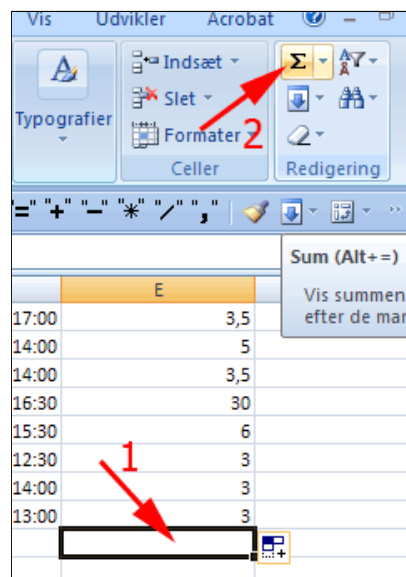 Vis Udvikler Acrobat
Σ
Indsæt
Slet
Typografier
2
Formater
Celler Redigering
"=" "+" "−" "*" "/" ","
Sum (Alt+=)
Vis summen
efter de mar
E
17:00 3,5
14:00 5
14:00 3,5
16:30 30
15:30 6
12:30 3
1
14:00 3
13:00 3